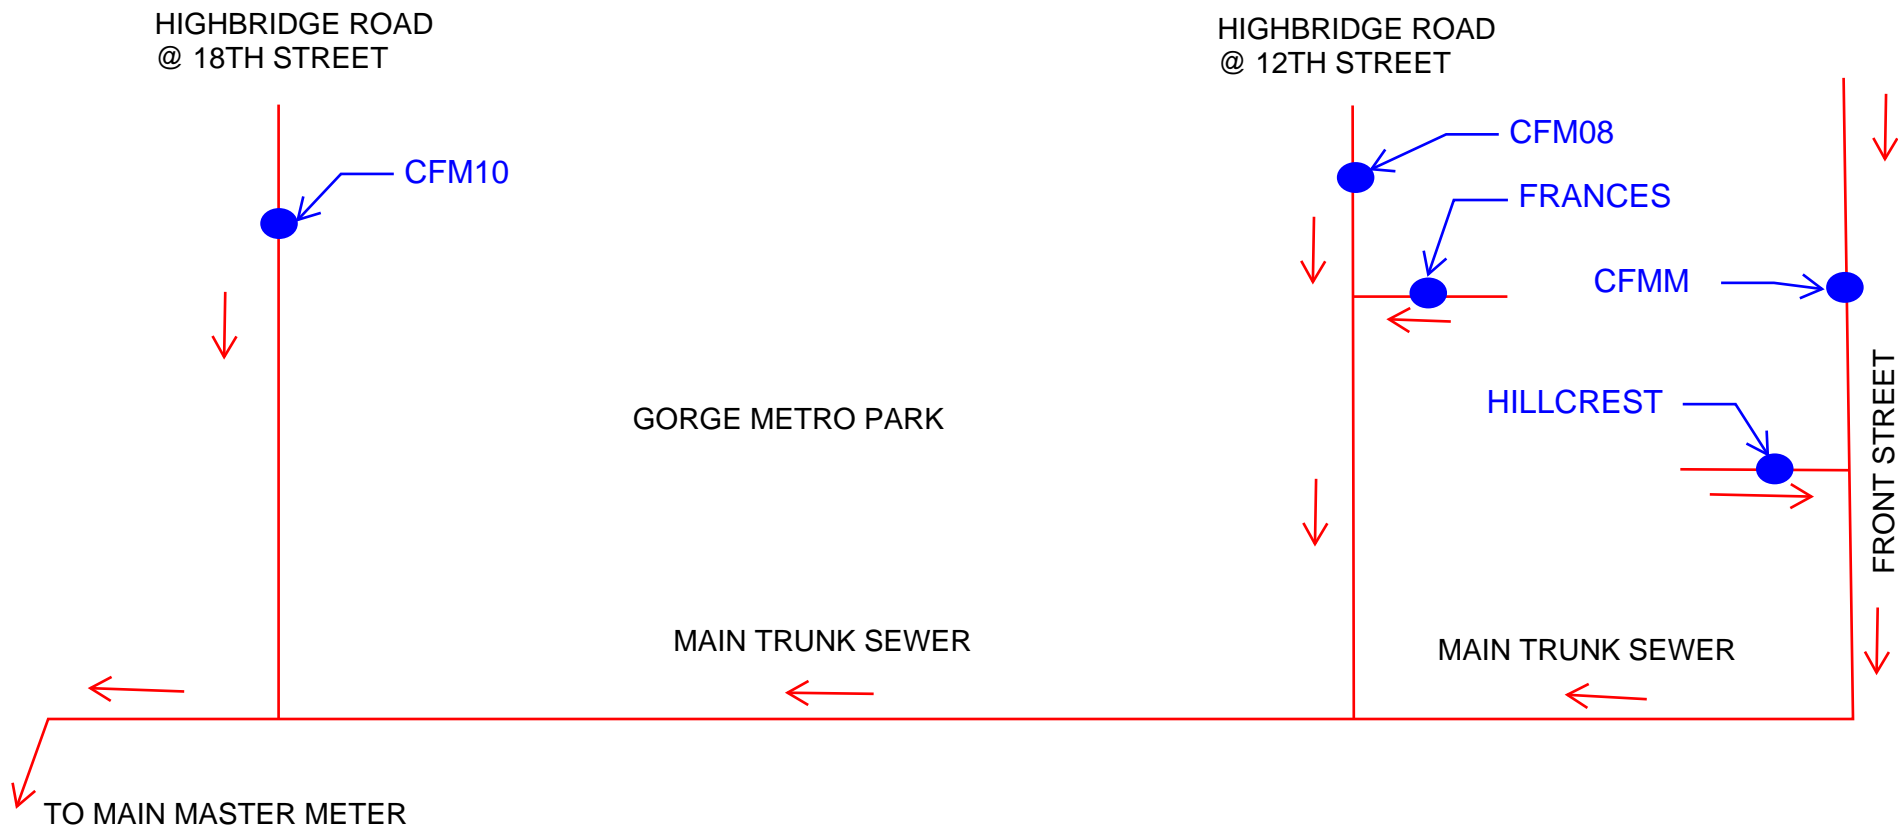 HIGHBRIDGE ROAD
@ 18TH STREET
HIGHBRIDGE ROAD
@ 12TH STREET
CFM08
CFM10
FRANCES
CFMM
HILLCREST
GORGE METRO PARK
FRONT STREET
MAIN TRUNK SEWER
MAIN TRUNK SEWER
TO MAIN MASTER METER